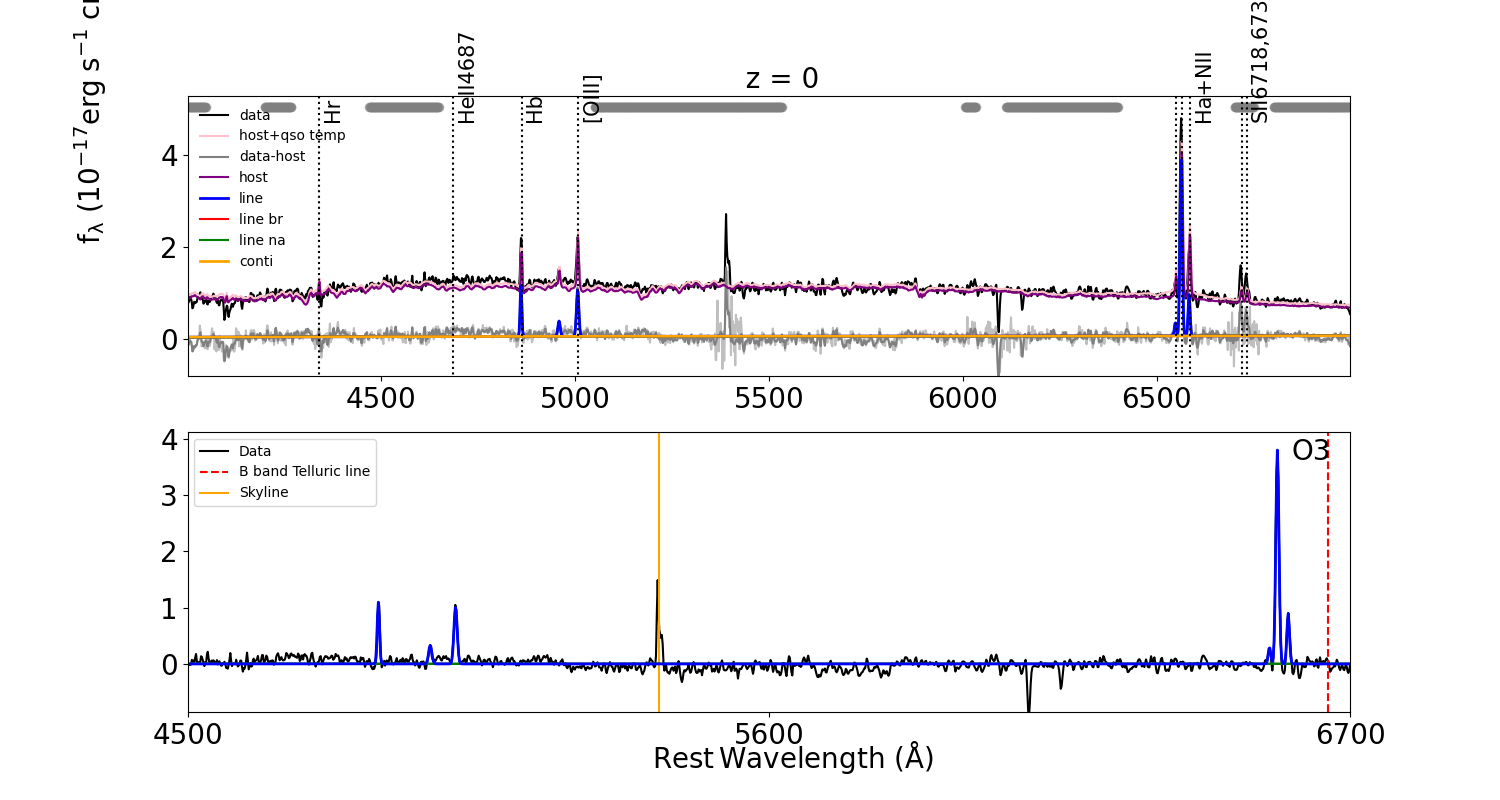 z = 0
f_λ (10^{-17}erg s^{-1}
Hr
HeII4687
Hb
[OIII]
Ha+NII
SII6718,673
data
host+qso temp
data-host
host
line
line br
line na
conti
4
2
0
4500
5000
5500
6000
6500
Data
B band Telluric line
Skyline
O3
4
3
2
1
0
4500
5600
6700
Rest Wavelength (Å)